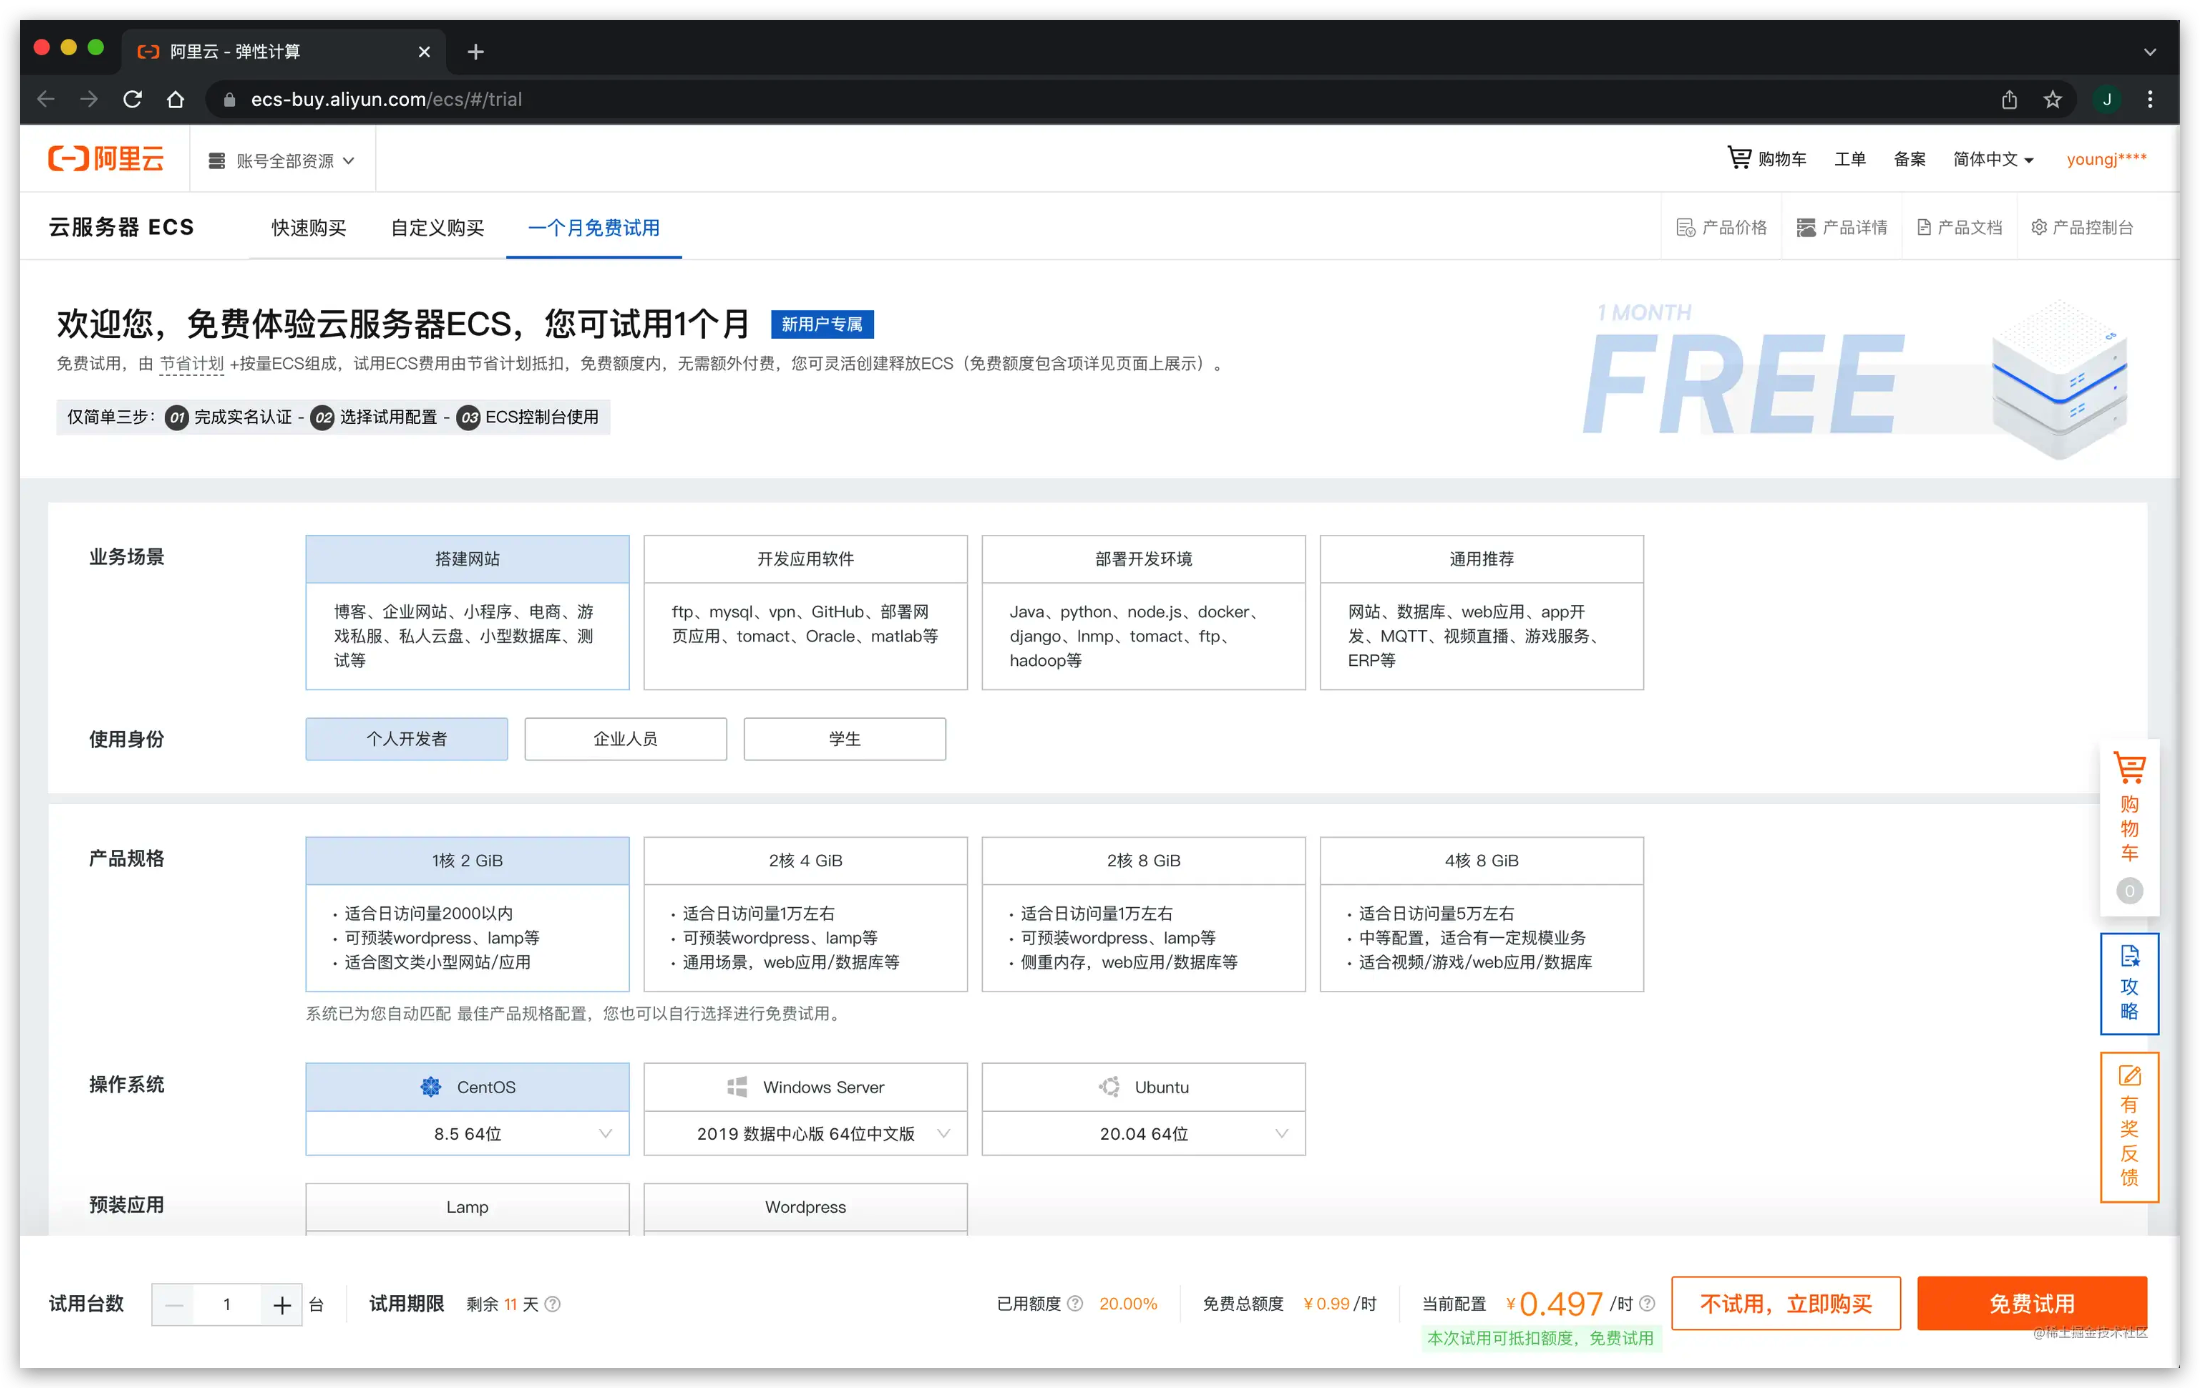 阿里云 - 弹性计算
ecs-buy.aliyun.com/ecs/#/trial
J
阿里云
账号全部资源
购物车
工单
备案
简体中文
youngj****
云服务器 ECS
快速购买
自定义购买
一个月免费试用
产品价格
产品详情
产品文档
产品控制台
欢迎您，免费体验云服务器ECS，您可试用1个月
新用户专属
免费试用，由 节省计划 +按量ECS组成，试用ECS费用由节省计划抵扣，免费额度内，无需额外付费，您可灵活创建释放ECS（免费额度包含项详见页面上展示）。
仅简单三步：01 完成实名认证 - 02 选择试用配置 - 03 ECS控制台使用
1 MONTH
FREE
业务场景
搭建网站
博客、企业网站、小程序、电商、游
戏私服、私人云盘、小型数据库、测
试等
开发应用软件
ftp、mysql、vpn、GitHub、部署网
页应用、tomact、Oracle、matlab等
部署开发环境
Java、python、node.js、docker、
django、lnmp、tomact、ftp、
hadoop等
通用推荐
网站、数据库、web应用、app开
发、MQTT、视频直播、游戏服务、
ERP等
使用身份
个人开发者
企业人员
学生
产品规格
1核 2 GiB
· 适合日访问量2000以内
· 可预装wordpress、lamp等
· 适合图文类小型网站/应用
2核 4 GiB
· 适合日访问量1万左右
· 可预装wordpress、lamp等
· 通用场景，web应用/数据库等
2核 8 GiB
· 适合日访问量1万左右
· 可预装wordpress、lamp等
· 侧重内存，web应用/数据库等
4核 8 GiB
· 适合日访问量5万左右
· 中等配置，适合有一定规模业务
· 适合视频/游戏/web应用/数据库
系统已为您自动匹配 最佳产品规格配置，您也可以自行选择进行免费试用。
操作系统
CentOS
8.5 64位
Windows Server
2019 数据中心版 64位中文版
Ubuntu
20.04 64位
预装应用
Lamp
Wordpress
购物车
0
攻略
有奖反馈
试用台数
1
台
试用期限
剩余 11 天
已用额度
20.00%
免费总额度
¥ 0.99 /时
当前配置
¥ 0.497 /时
本次试用可抵扣额度，免费试用
不试用，立即购买
免费试用
@稀土掘金技术社区